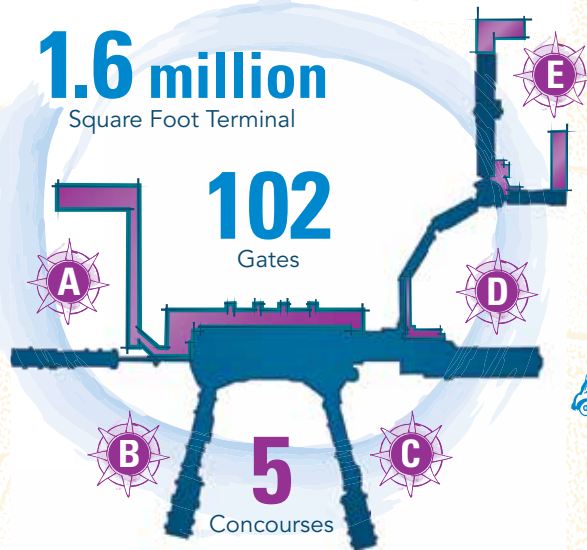 1.6 million
Square Foot Terminal
E
102
Gates
A
D
B
5
C
Concourses